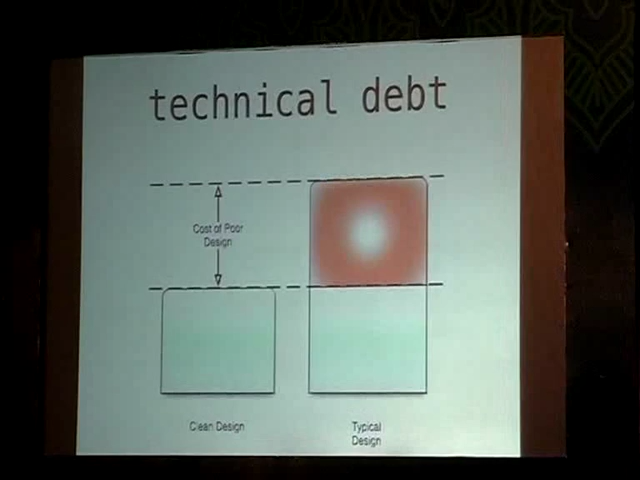 technical debt
Cost of Poor
Design
Clean Design
Typical
Design